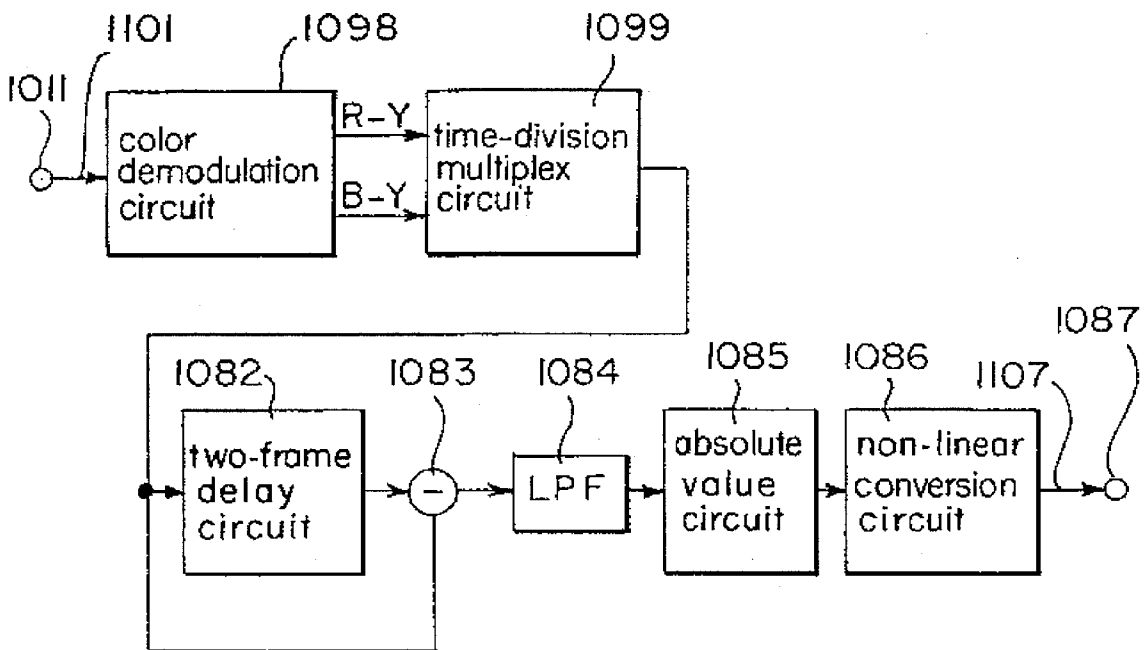 1101
1098
1099
1011
R-Y
B-Y
color
demodulation
circuit
time-division
multiplex
circuit
1082
1083
1084
1085
1086
1107
1087
two-frame
delay
circuit
−
LPF
absolute
value
circuit
non-linear
conversion
circuit